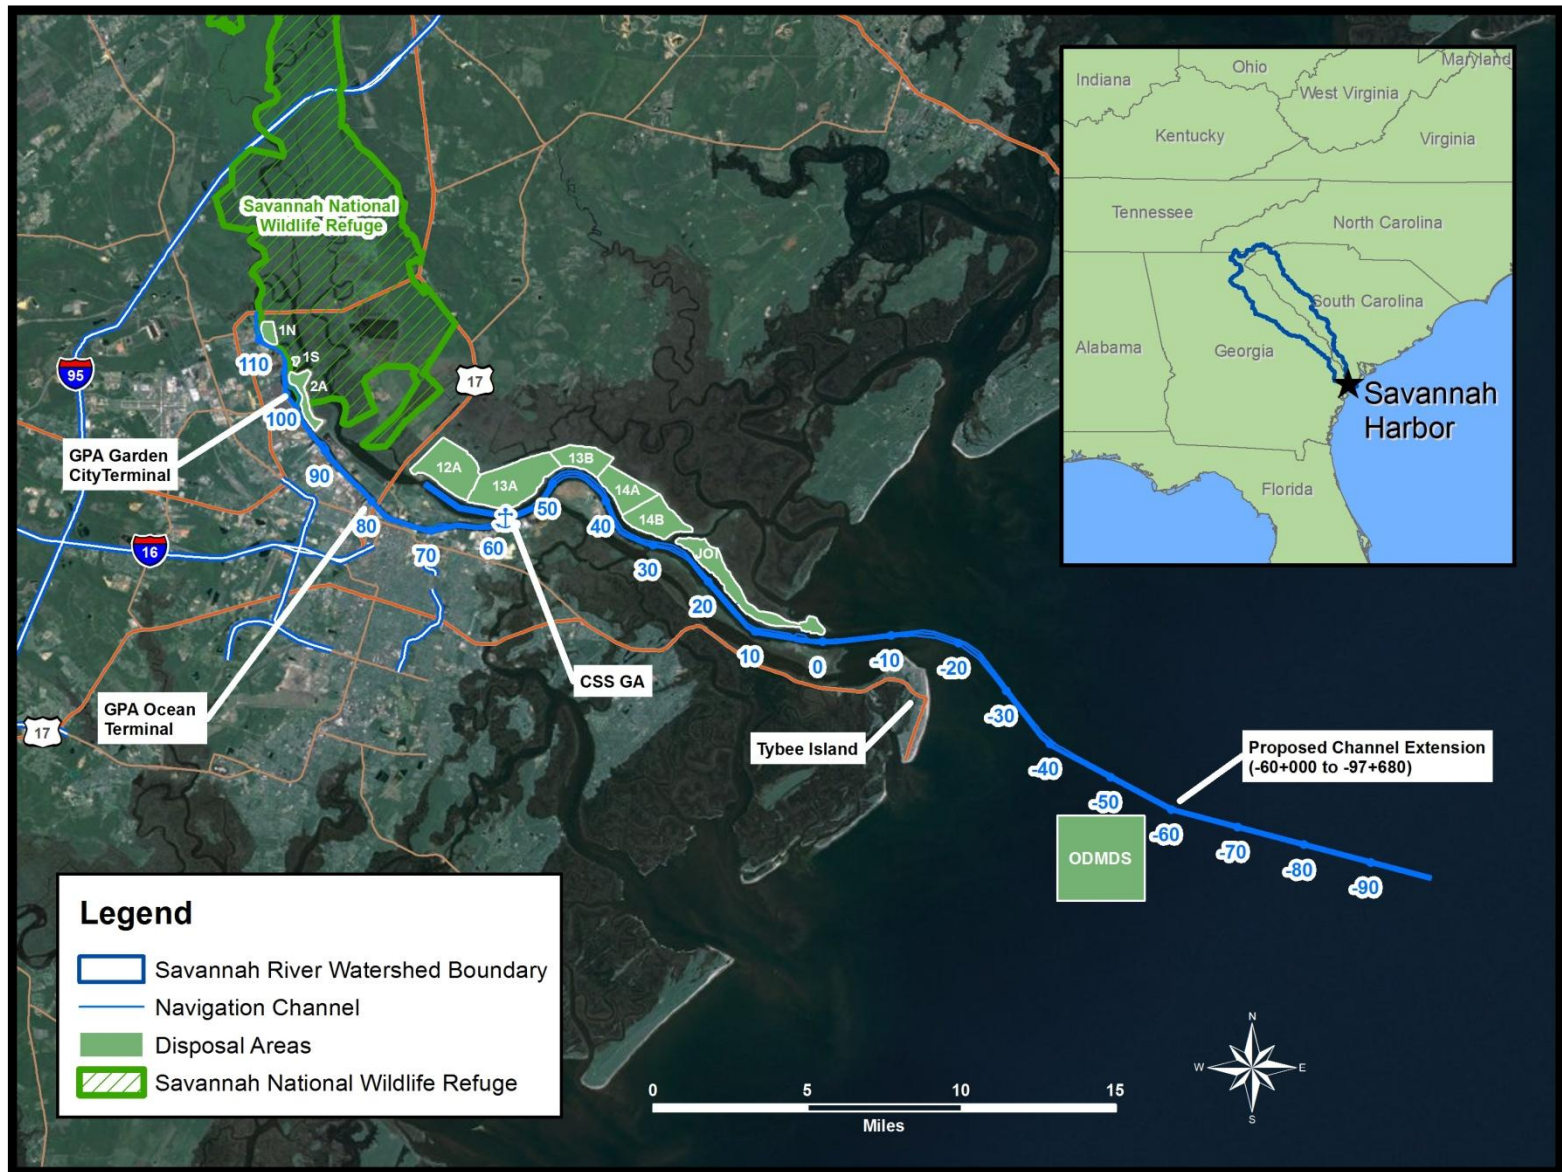 Indiana
Ohio
Maryland
West Virginia
Kentucky
Virginia
Tennessee
North Carolina
South Carolina
Alabama
Georgia
Savannah
Harbor
Florida
Savannah National
Wildlife Refuge
1N
110
1S
95
2A
17
100
GPA Garden
CityTerminal
90
12A
13A
13B
14A
14B
50
80
70
60
40
16
30
JOI
20
10
0
-10
-20
CSS GA
GPA Ocean
Terminal
17
-30
Tybee Island
-40
Proposed Channel Extension
(-60+000 to -97+680)
-50
-60
-70
-80
-90
ODMDS
Legend
Savannah River Watershed Boundary
Navigation Channel
Disposal Areas
Savannah National Wildlife Refuge
0 5 10 15
Miles
N
W E
S